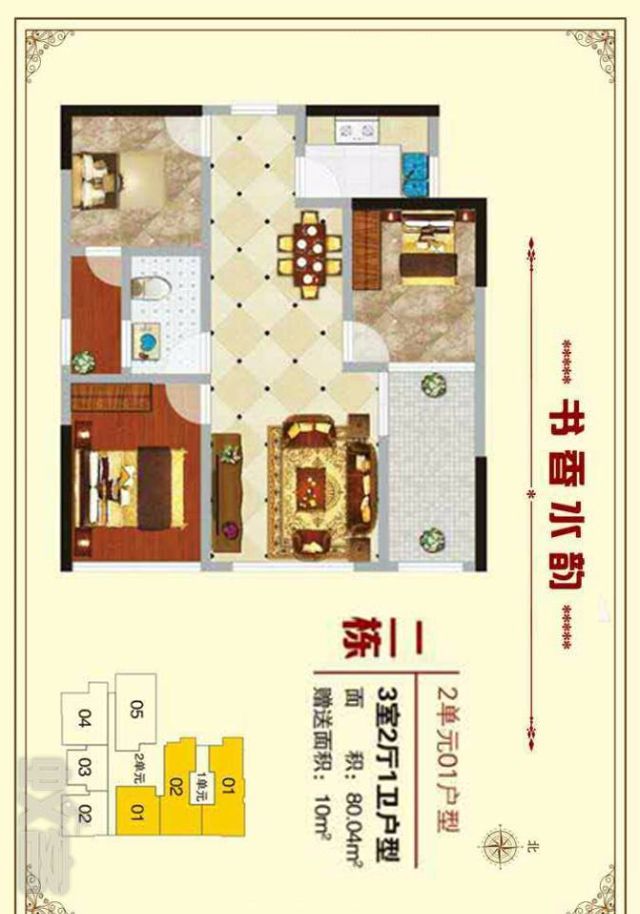 ***** 书香水韵 *****
二栋
2单元01户型
3室2厅1卫户型
面 积：80.04m²
赠送面积：10m²
北
05
04
2单元
03
02
01
1单元
02
01